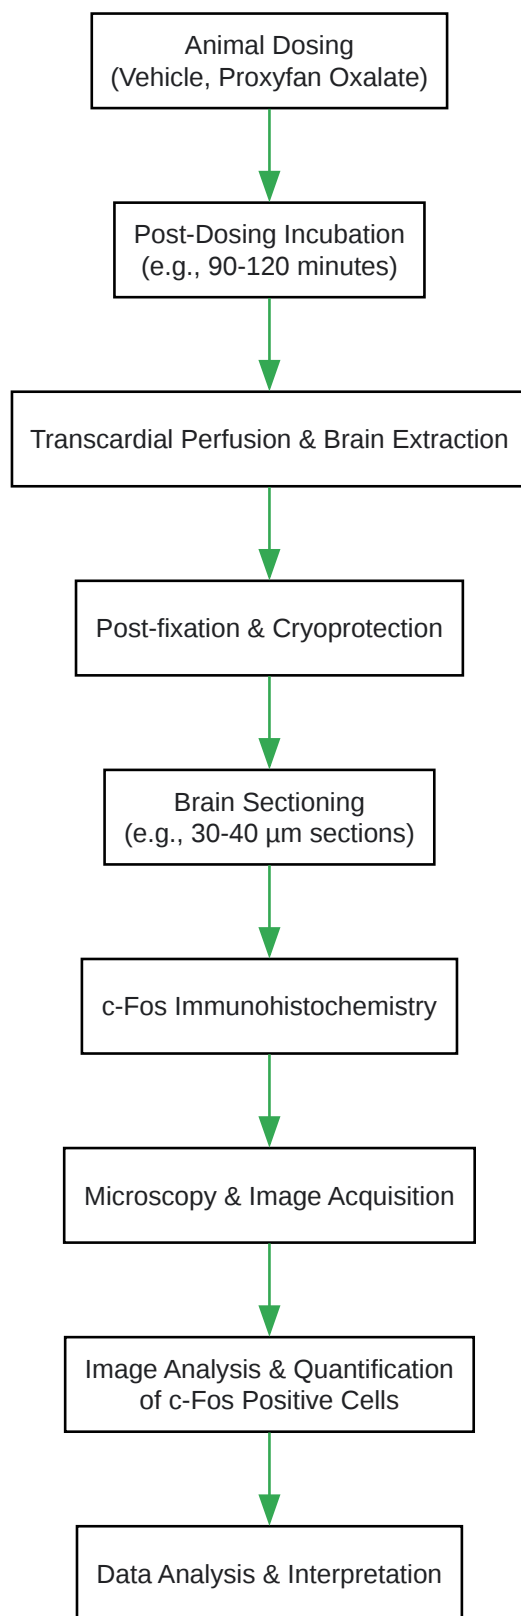 Animal Dosing
(Vehicle, Proxyfan Oxalate)
Post-Dosing Incubation
(e.g., 90-120 minutes)
Transcardial Perfusion & Brain Extraction
Post-fixation & Cryoprotection
Brain Sectioning
(e.g., 30-40 µm sections)
c-Fos Immunohistochemistry
Microscopy & Image Acquisition
Image Analysis & Quantification
of c-Fos Positive Cells
Data Analysis & Interpretation